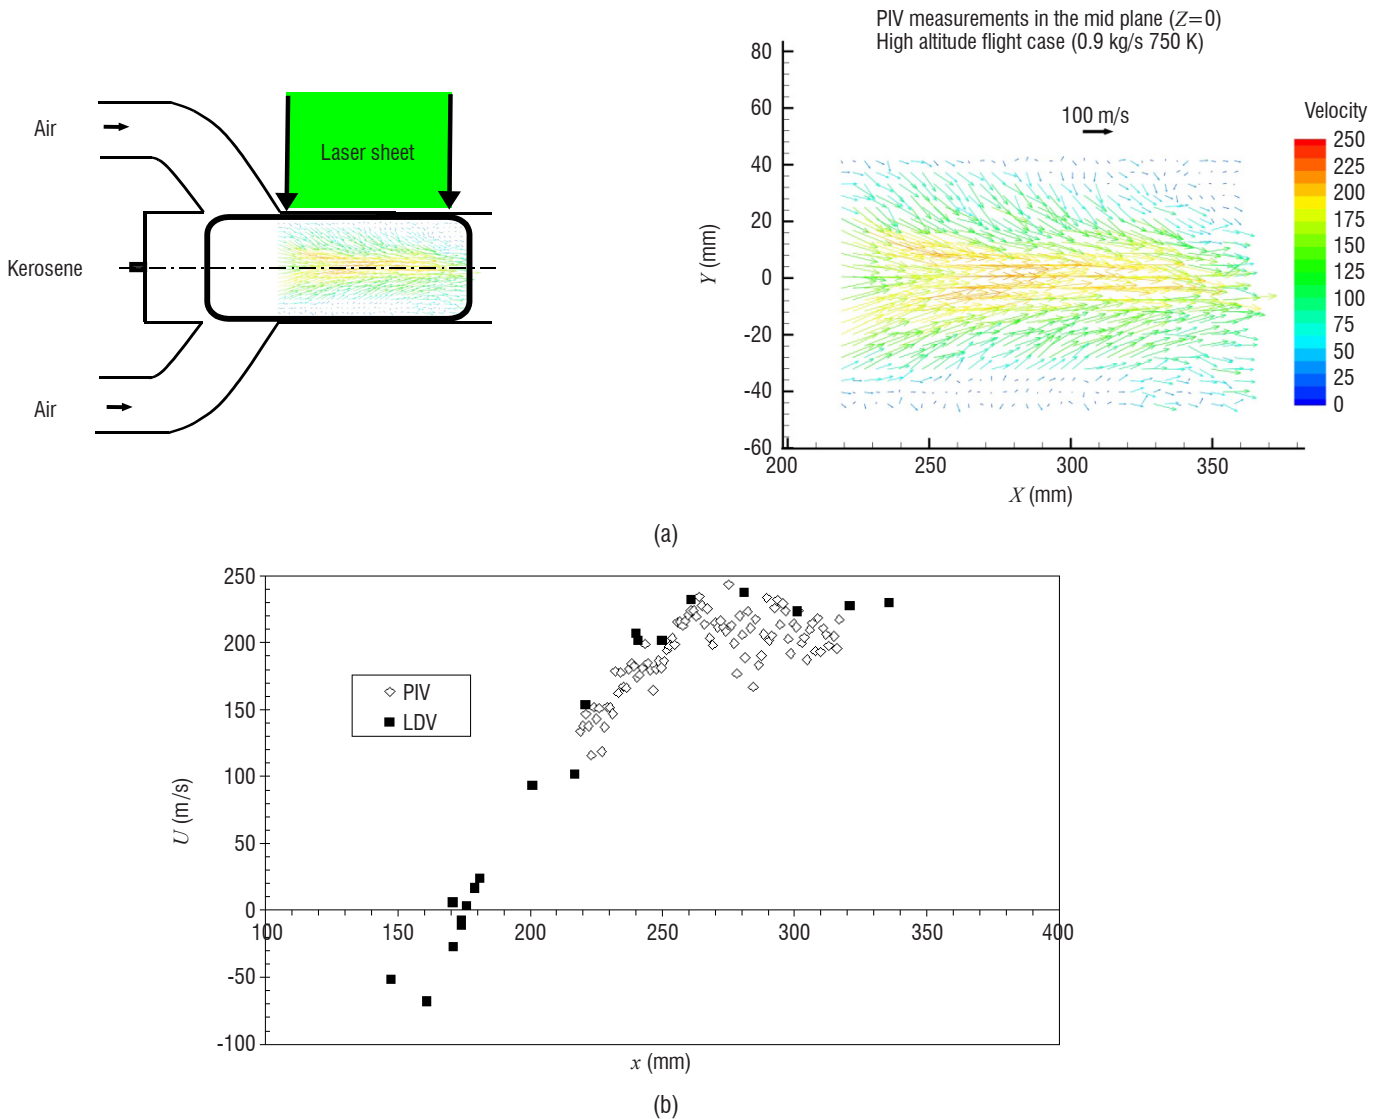 PIV measurements in the mid plane (Z=0)
High altitude flight case (0.9 kg/s 750 K)
Air
Laser sheet
Kerosene
Air
80
60
40
20
0
-20
-40
-60
Y (mm)
200 250 300 350
X (mm)
100 m/s
Velocity
250
225
200
175
150
125
100
75
50
25
0
(a)
250
200
150
100
50
0
-50
-100
U (m/s)
PIV
LDV
100 150 200 250 300 350 400
x (mm)
(b)